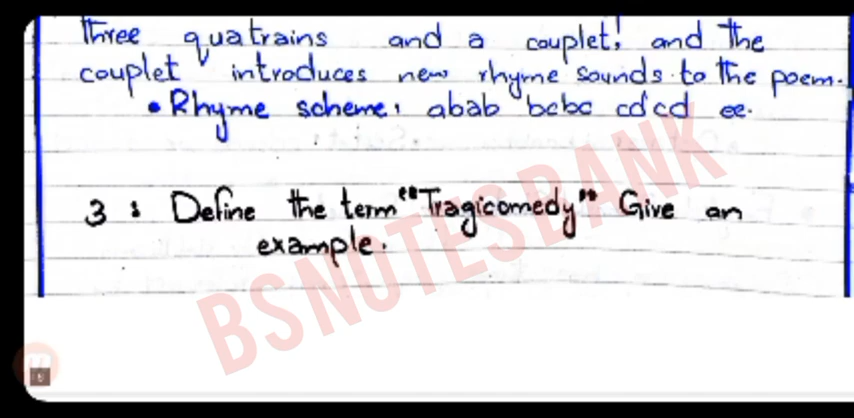 three quatrains and a couplet; and the
couplet introduces new rhyme sounds to the poem.
• Rhyme scheme: abab bcbc cdcd ee.
3: Define the term "Tragicomedy" Give an
example.
BSNOTESBANK